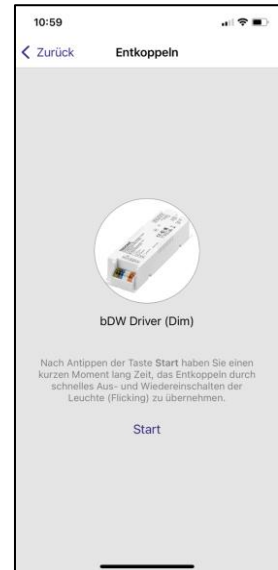 10:59
Zurück
Entkoppeln
bDW Driver (Dim)
Nach Antippen der Taste Start haben Sie einen
kurzen Moment lang Zeit, das Entkoppeln durch
schnelles Aus- und Wiedereinschalten der
Leuchte (Flicking) zu übernehmen.
Start